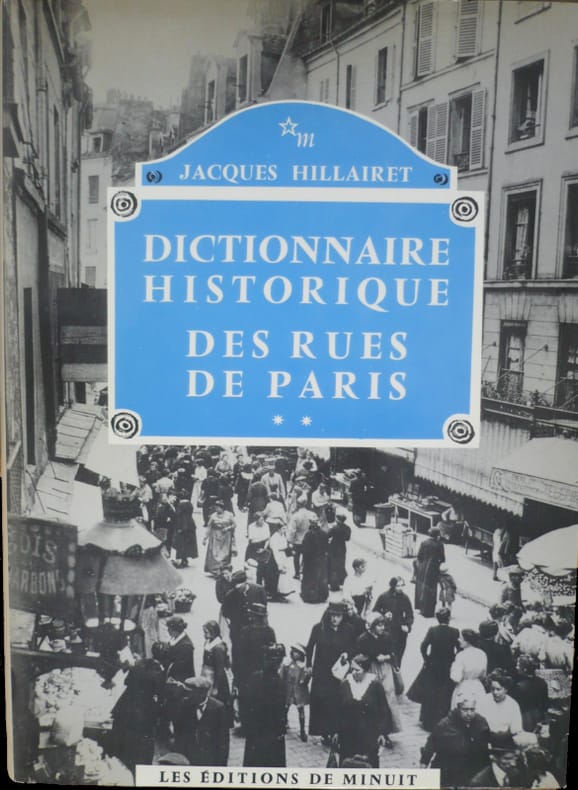 m
JACQUES HILLAIRET
DICTIONNAIRE
HISTORIQUE
DES RUES
DE PARIS
LES ÉDITIONS DE MINUIT